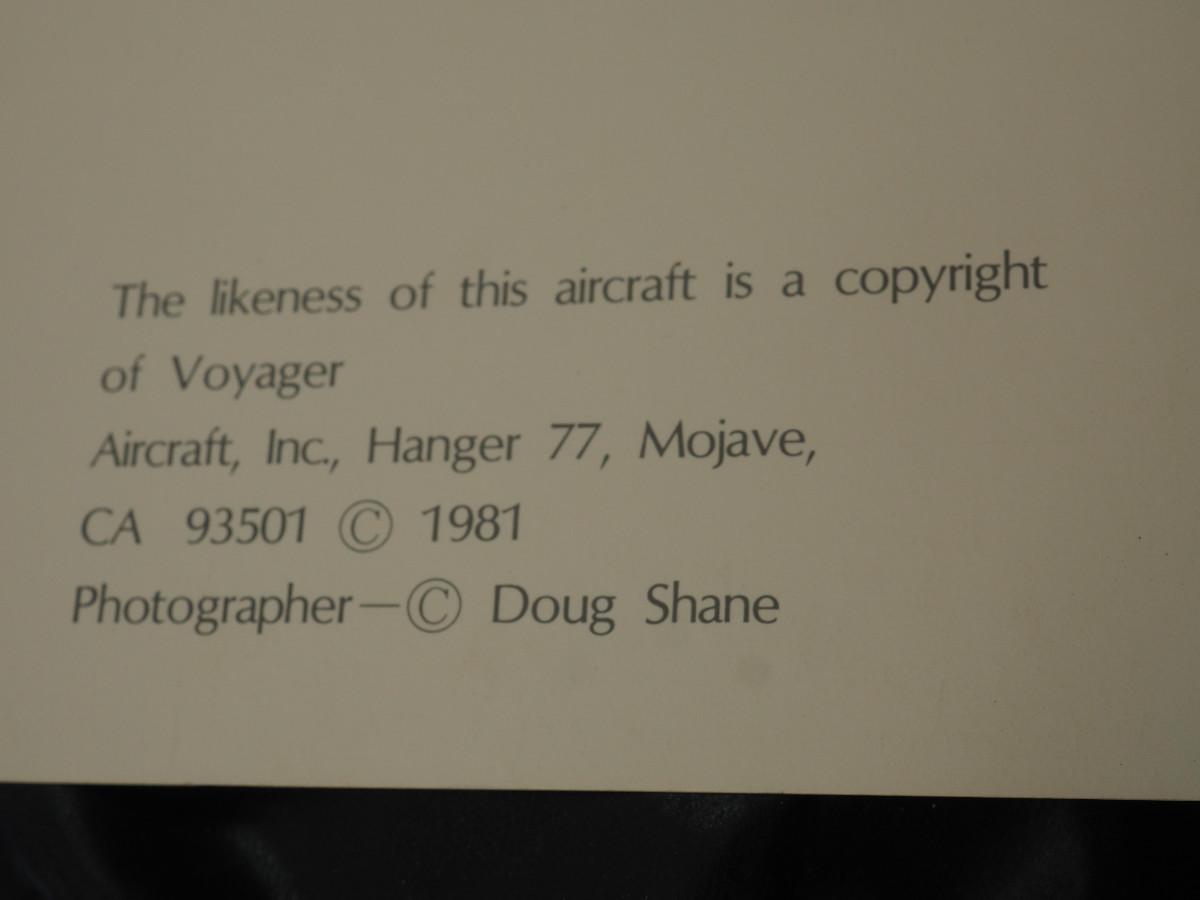 The likeness of this aircraft is a copyright
of Voyager
Aircraft, Inc., Hanger 77, Mojave,
CA 93501 © 1981
Photographer—© Doug Shane